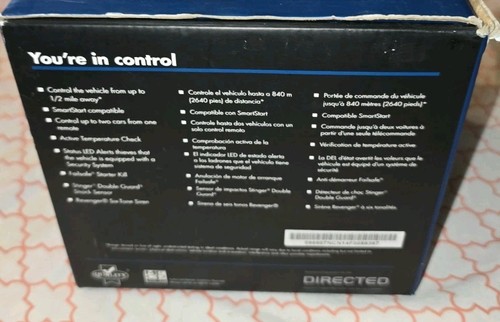 You're in control
Control the vehicle from up to
1/2 mile away*
SmartStart compatible
Control up to two cars from one
remote
Active Temperature Check
Status LED Alerts thieves that
the vehicle is equipped with a
Security System
Failsafe® Starter Kill
Stinger® Double Guard®
Shock Sensor
Revenger® Six-Tone Siren
Controle el vehículo hasta a 840 m
(2640 pies) de distancia*
Compatible con SmartStart
Controle hasta dos vehículos con un
solo control remoto
Comprobación activa de la
temperatura
El indicador LED de estado alerta
a los ladrones que el vehículo tiene
sistema de seguridad
Anulación de motor de arranque
Failsafe®
Sensor de impactos Stinger® Double
Guard®
Sirena de seis tonos Revenger®
Portée de commande du véhicule
jusqu'à 840 mètres (2640 pieds)*
Compatible SmartStart
Commande jusqu'à deux voitures à
partir d'une seule télécommande
Vérification de température active
La DEL d'état avertit les voleurs que le
véhicule est équipé d'un système de
sécurité
Anti-démarreur Failsafe®
Détecteur de choc Stinger®
Double Guard®
Sirène Revenger® à six tonalités
DIRECTED